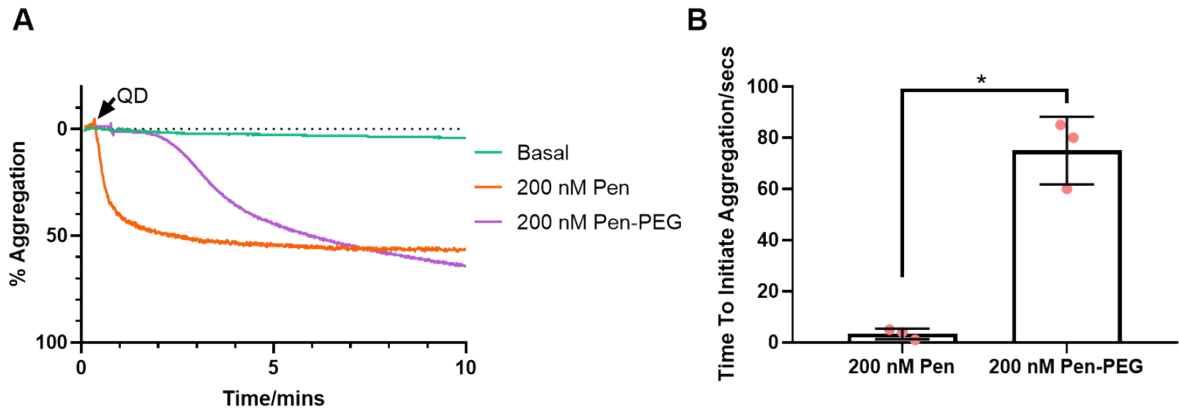 A
QD
% Aggregation
0
50
100
0
5
10
Time/mins
Basal
200 nM Pen
200 nM Pen-PEG
B
*
Time To Initiate Aggregation/secs
100
80
60
40
20
0
200 nM Pen
200 nM Pen-PEG